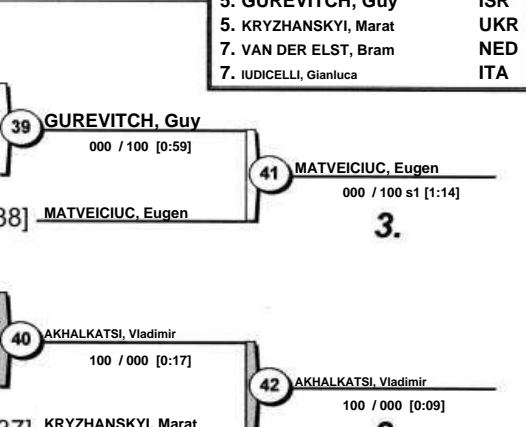 5. GUREVITCH, Guy ISR
5. KRYZHANSKYI, Marat UKR
7. VAN DER ELST, Bram NED
7. IUDICELLI, Gianluca ITA
39 GUREVITCH, Guy
000 / 100 [0:59]
41 MATVEICIUC, Eugen
000 / 100 s1 [1:14]
38] MATVEICIUC, Eugen
3.
40 AKHALKATSI, Vladimir
100 / 000 [0:17]
42 AKHALKATSI, Vladimir
100 / 000 [0:09]
37] KRYZHANSKYI, Marat